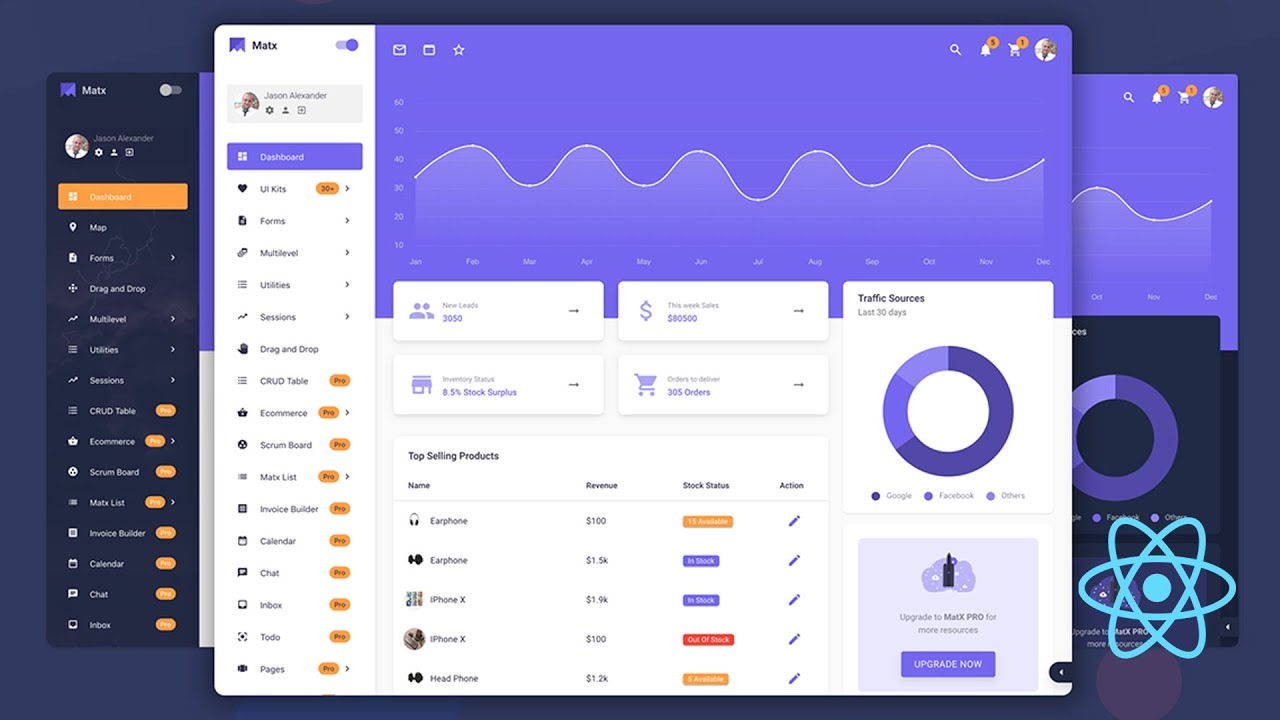 Matx
Jason Alexander
Dashboard
Map
Forms
Drag and Drop
Multilevel
Utilities
Sessions
CRUD Table Pro
Ecommerce Pro
Scrum Board Pro
Matx List Pro
Invoice Builder Pro
Calendar Pro
Chat Pro
Inbox Pro
Matx
Jason Alexander
Dashboard
UI Kits 30+
Forms
Multilevel
Utilities
Sessions
Drag and Drop
CRUD Table Pro
Ecommerce Pro
Scrum Board Pro
Matx List Pro
Invoice Builder Pro
Calendar Pro
Chat Pro
Inbox Pro
Todo Pro
Pages Pro
5 1
60
50
40
30
20
10
Jan Feb Mar Apr May Jun Jul Aug Sep Oct Nov Dec
New Leads
3050
This week Sales
$80500
Inventory Status
8.5% Stock Surplus
Orders to deliver
305 Orders
Top Selling Products
Name Revenue Stock Status Action
Earphone $100 15 Available
Earphone $1.5k In Stock
IPhone X $1.9k In Stock
IPhone X $100 Out Of Stock
Head Phone $1.2k 5 Available
Traffic Sources
Last 30 days
Google Facebook Others
Upgrade to MatX PRO for
more resources
UPGRADE NOW
5 1
Oct Nov Dec
ces
gle Facebook Others
Upgrade to MatX PRO
more resources